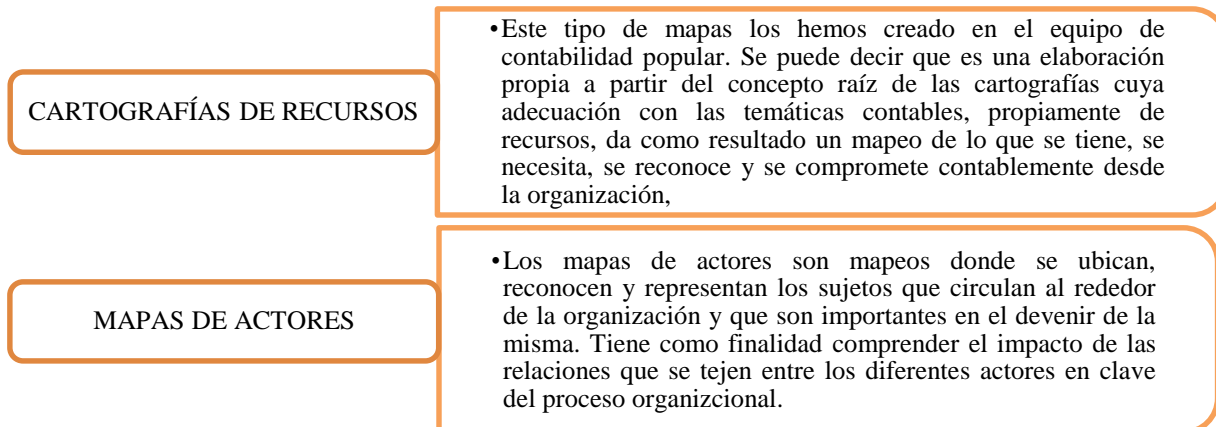 CARTOGRAFÍAS DE RECURSOS
•Este tipo de mapas los hemos creado en el equipo de
contabilidad popular. Se puede decir que es una elaboración
propia a partir del concepto raíz de las cartografías cuya
adecuación con las temáticas contables, propiamente de
recursos, da como resultado un mapeo de lo que se tiene, se
necesita, se reconoce y se compromete contablemente desde
la organización,
MAPAS DE ACTORES
•Los mapas de actores son mapeos donde se ubican,
reconocen y representan los sujetos que circulan al rededor
de la organización y que son importantes en el devenir de la
misma. Tiene como finalidad comprender el impacto de las
relaciones que se tejen entre los diferentes actores en clave
del proceso organizcional.